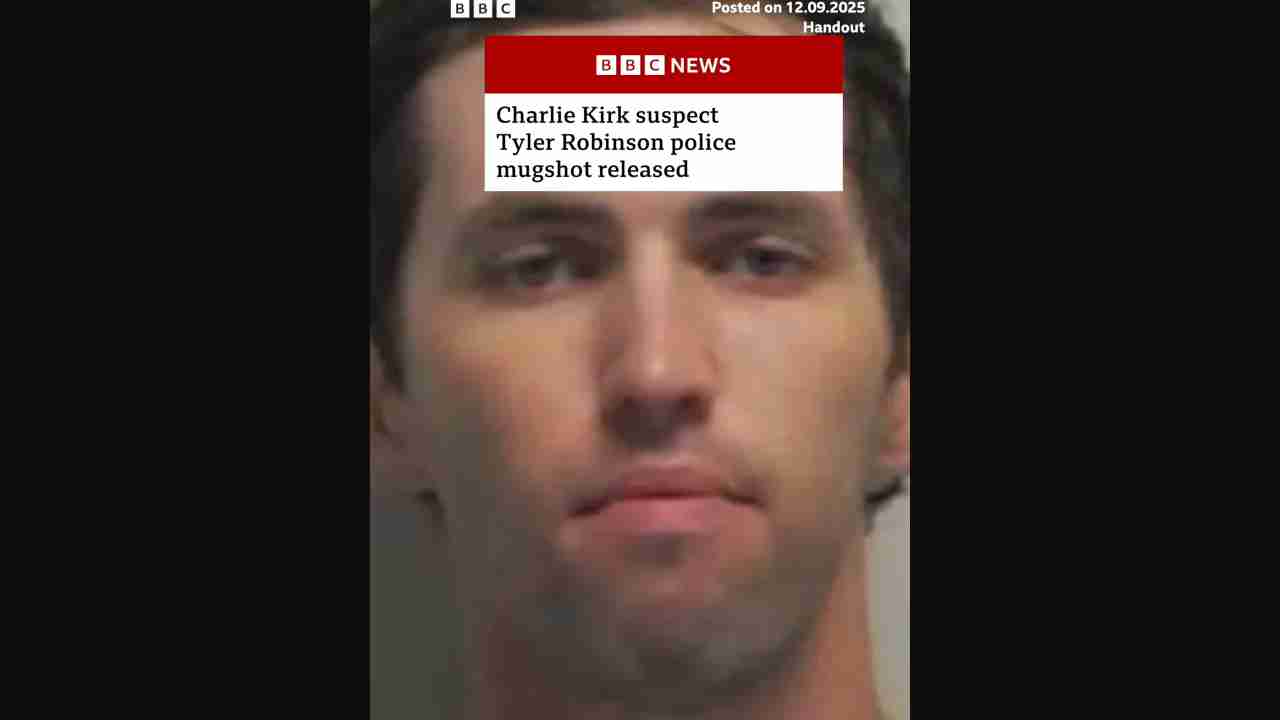 BBC
Posted on 12.09.2025
Handout
BBC NEWS
Charlie Kirk suspect
Tyler Robinson police
mugshot released